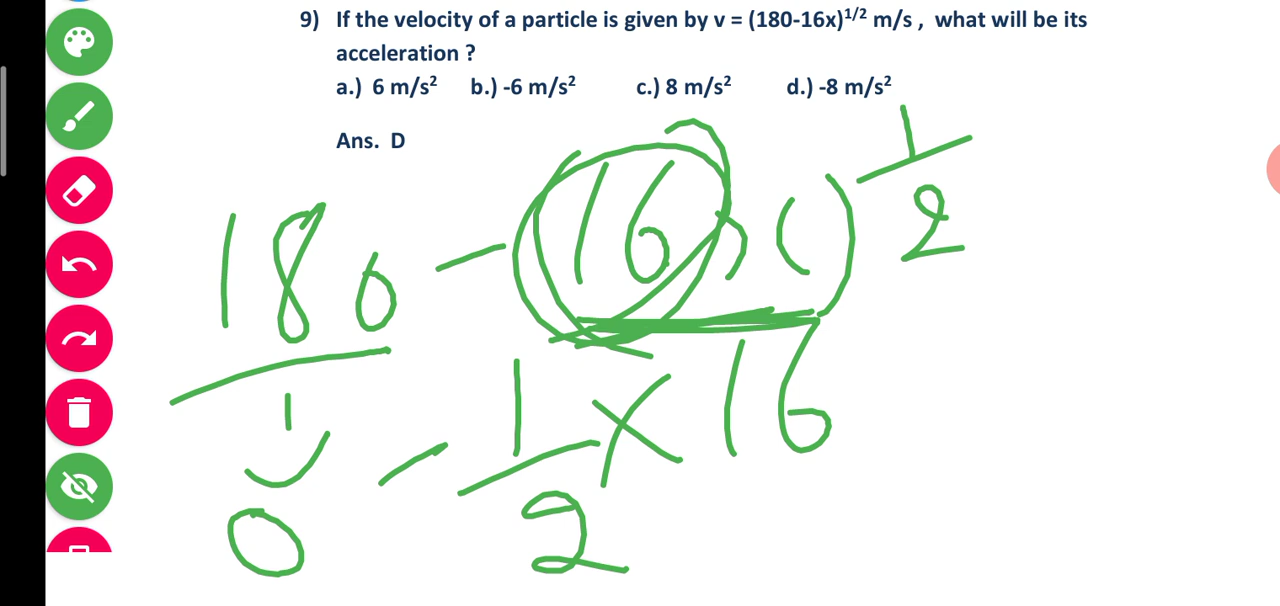 9) If the velocity of a particle is given by v = (180-16x)¹/² m/s , what will be its
acceleration ?
a.) 6 m/s² b.) -6 m/s² c.) 8 m/s² d.) -8 m/s²
Ans. D
180 - (16x) 1/2
0 - 1/2 × 16